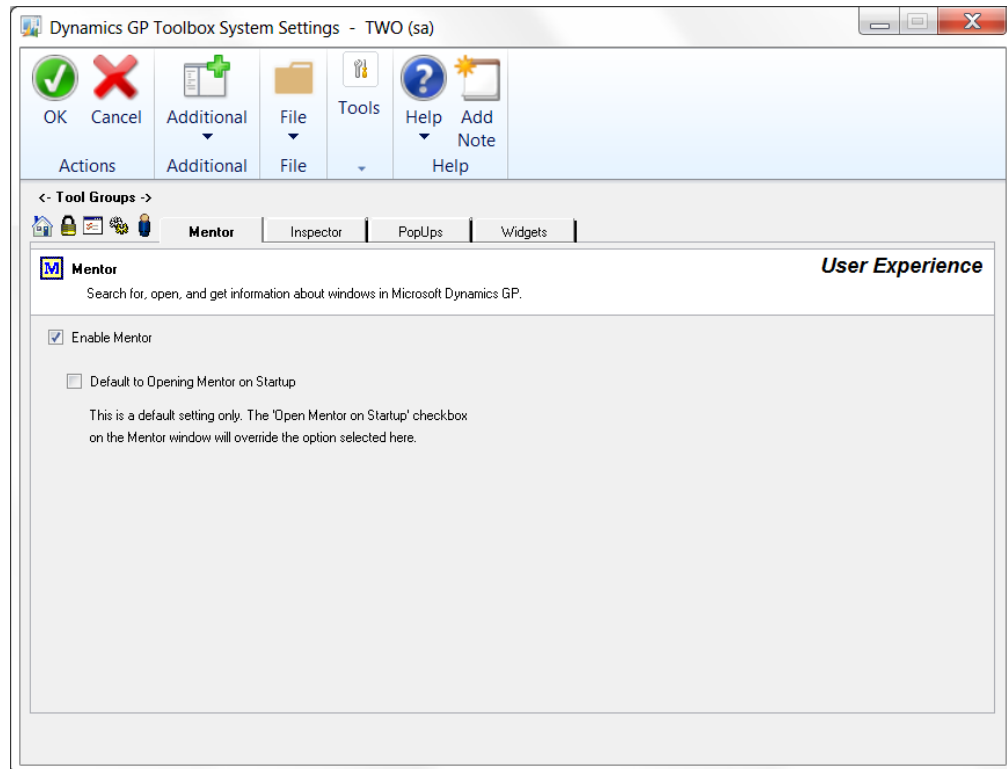 Dynamics GP Toolbox System Settings - TWO (sa)
OK Cancel Additional File Tools Help Add Note
Actions Additional File Help
<- Tool Groups ->
Mentor Inspector PopUps Widgets
M Mentor User Experience
Search for, open, and get information about windows in Microsoft Dynamics GP.
Enable Mentor
Default to Opening Mentor on Startup
This is a default setting only. The 'Open Mentor on Startup' checkbox
on the Mentor window will override the option selected here.